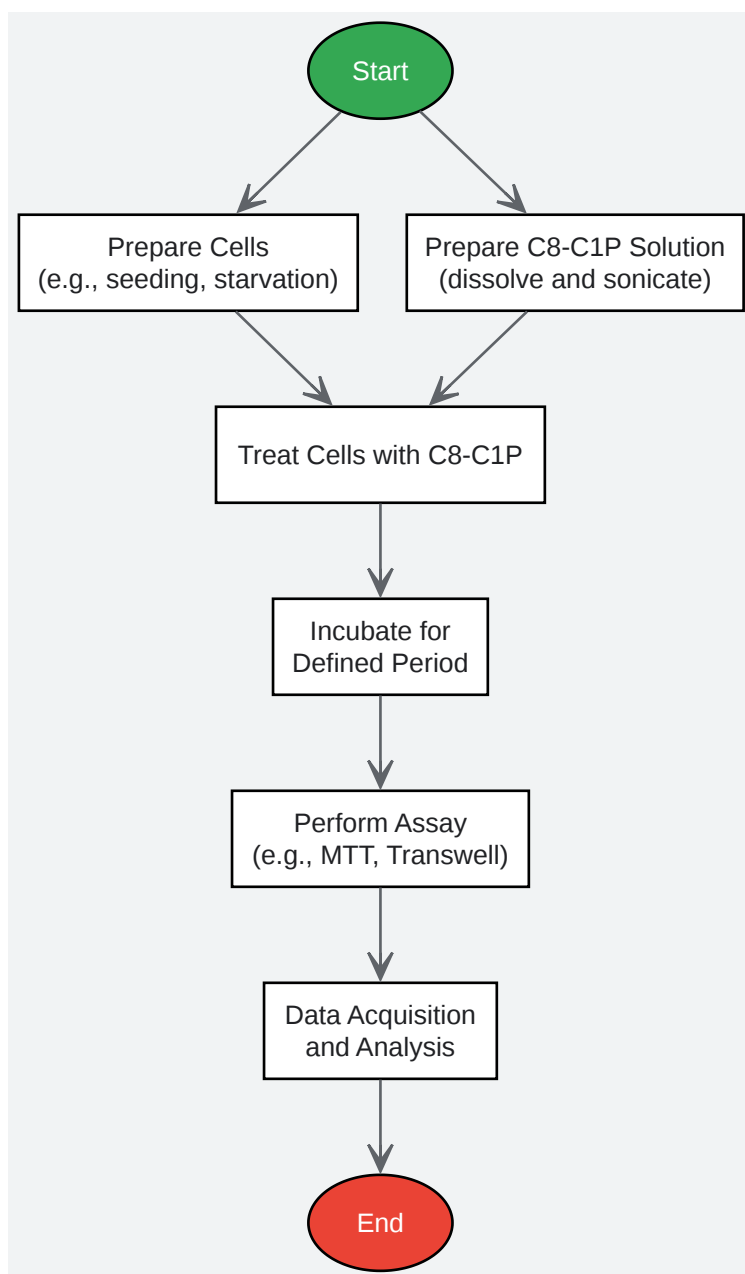 Start
Prepare Cells
(e.g., seeding, starvation)
Prepare C8-C1P Solution
(dissolve and sonicate)
Treat Cells with C8-C1P
Incubate for
Defined Period
Perform Assay
(e.g., MTT, Transwell)
Data Acquisition
and Analysis
End